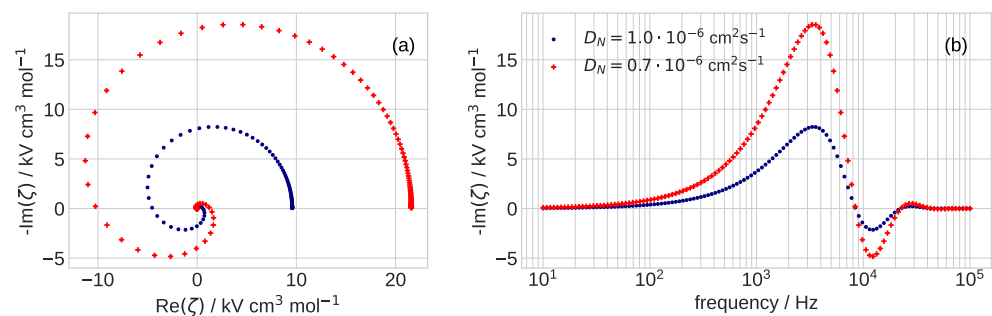 (a)
15
10
5
0
−5
-Im(ζ) / kV cm³ mol⁻¹
−10
0
10
20
Re(ζ) / kV cm³ mol⁻¹
(b)
D_N = 1.0 · 10⁻⁶ cm²s⁻¹
D_N = 0.7 · 10⁻⁶ cm²s⁻¹
15
10
5
0
−5
-Im(ζ) / kV cm³ mol⁻¹
10¹
10²
10³
10⁴
10⁵
frequency / Hz